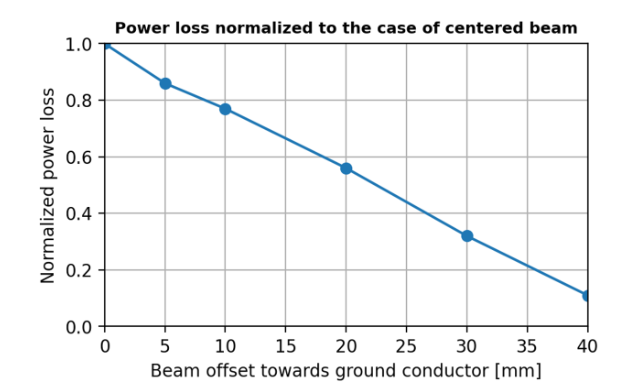 Power loss normalized to the case of centered beam
1.0
0.8
0.6
0.4
0.2
0.0
Normalized power loss
0 5 10 15 20 25 30 35 40
Beam offset towards ground conductor [mm]